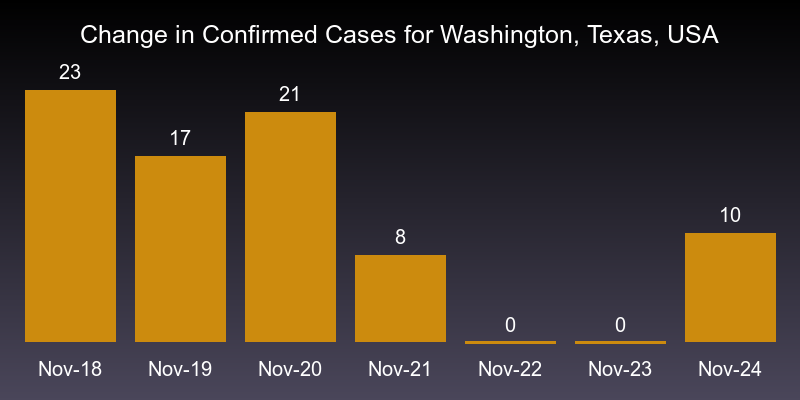 Change in Confirmed Cases for Washington, Texas, USA
23
17
21
8
0
0
10
Nov-18
Nov-19
Nov-20
Nov-21
Nov-22
Nov-23
Nov-24